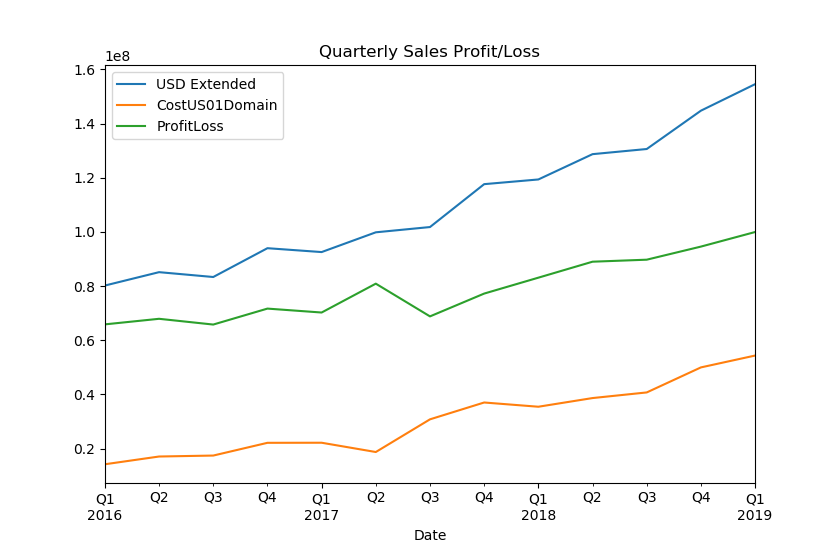 Quarterly Sales Profit/Loss
1e8
USD Extended
CostUS01Domain
ProfitLoss
1.6
1.4
1.2
1.0
0.8
0.6
0.4
0.2
Q1 Q2 Q3 Q4 Q1 Q2 Q3 Q4 Q1 Q2 Q3 Q4 Q1
2016 2017 2018 2019
Date